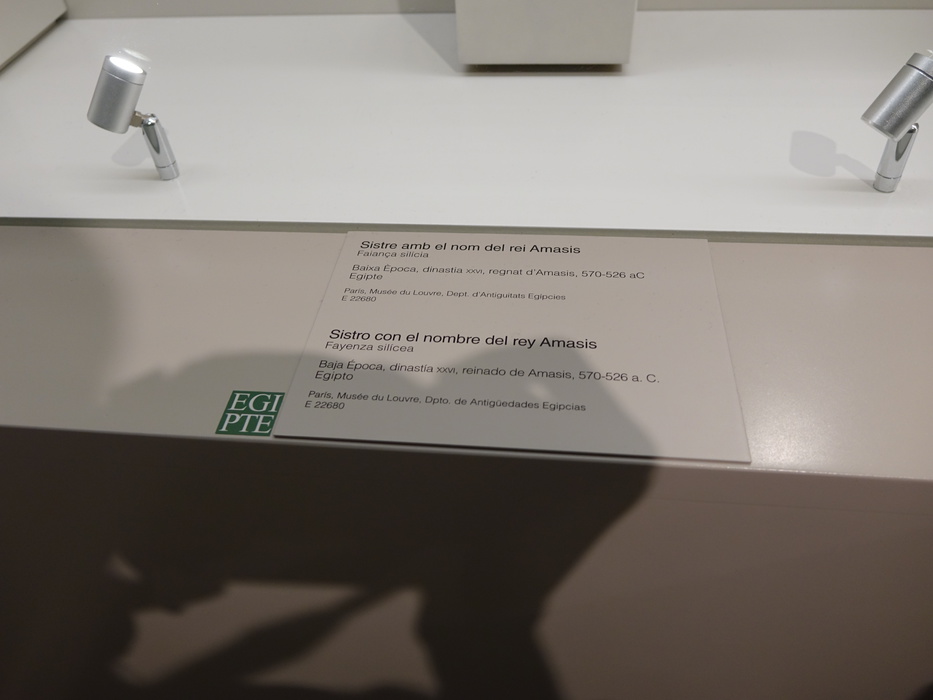 Sistre amb el nom del rei Amasis
Faiança silícia
Baixa Època, dinastia XXVI, regnat d'Amasis, 570-526 aC
Egipte
París, Musée du Louvre, Dept. d'Antiguitats Egípcies
E 22680
Sistro con el nombre del rey Amasis
Fayenza silícea
Baja Época, dinastía XXVI, reinado de Amasis, 570-526 a. C.
Egipto
París, Musée du Louvre, Dpto. de Antigüedades Egipcias
E 22680
EGI
PTE